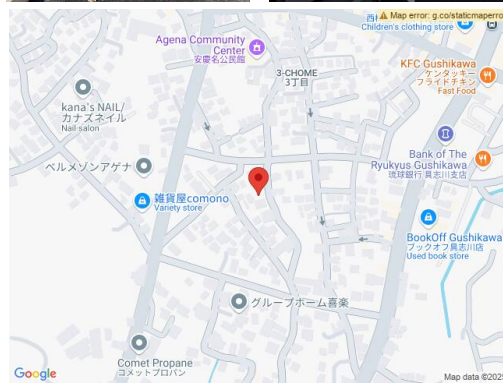 西
Map error: g.co/staticmaperro
Children's clothing store
Agena Community
Center
安慶名公民館
KFC Gushikawa
ケンタッキー
フライドチキン
Fast Food
3-CHOME
3丁目
kana's NAIL/
カナズネイル
Nail salon
Bank of The
Ryukyus Gushikawa
琉球銀行 具志川支店
ベルメゾンアゲナ
雑貨屋comono
Variety store
BookOff Gushikawa
ブックオフ具志川店
Used book store
グループホーム喜楽
Comet Propane
コメットプロパン
Google
Map data ©202